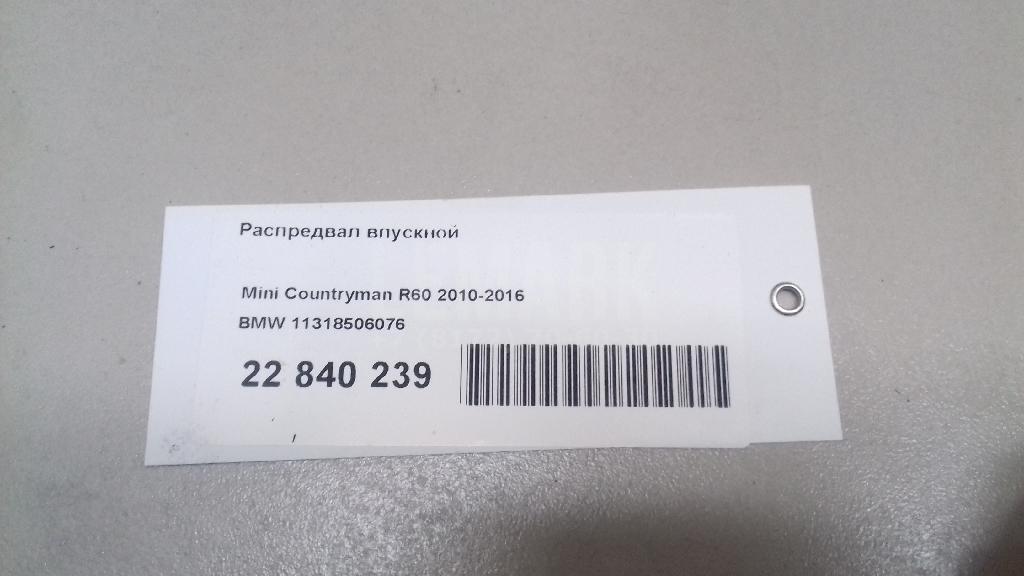 Распредвал впускной
Mini Countryman R60 2010-2016
BMW 11318506076
22 840 239